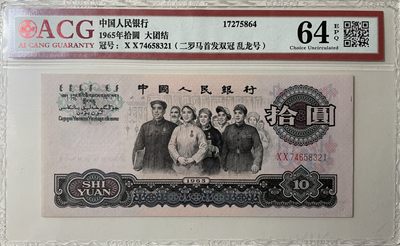 ACG
AI CANG GUARANTY
中国人民银行
17275864
1965年拾圆 大团结
冠号：ＸＸ74658321（二罗马首发双冠 乱龙号）
64
EPQ
Choice Uncirculated
中国人民银行
拾圓
XX74658321
SHI
YUAN
1965
10